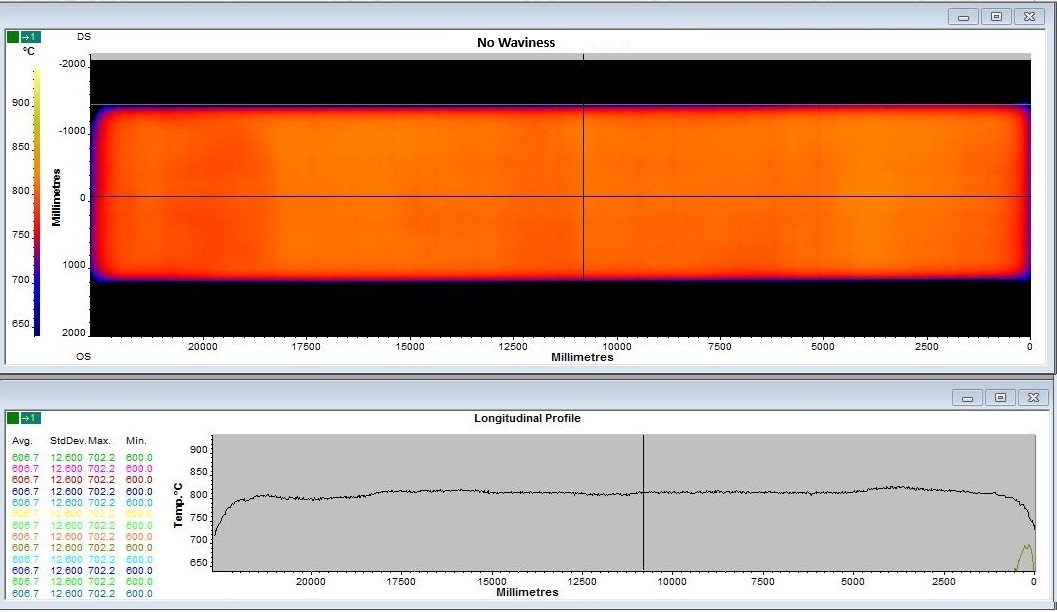 →1
DS
No Waviness
°C
-2000
900
-1000
850
800
Millimetres
0
750
1000
700
650
2000
20000 17500 15000 12500 10000 7500 5000 2500 0
OS
Millimetres
→1
Longitudinal Profile
Avg. StdDev. Max. Min.
606.7 12.600 702.2 600.0
606.7 12.600 702.2 600.0
606.7 12.600 702.2 600.0
606.7 12.600 702.2 600.0
606.7 12.600 702.2 600.0
606.7 12.600 702.2 600.0
606.7 12.600 702.2 600.0
606.7 12.600 702.2 600.0
606.7 12.600 702.2 600.0
606.7 12.600 702.2 600.0
606.7 12.600 702.2 600.0
606.7 12.600 702.2 600.0
606.7 12.600 702.2 600.0
Temp.°C
900
850
800
750
700
650
20000 17500 15000 12500 10000 7500 5000 2500 0
Millimetres